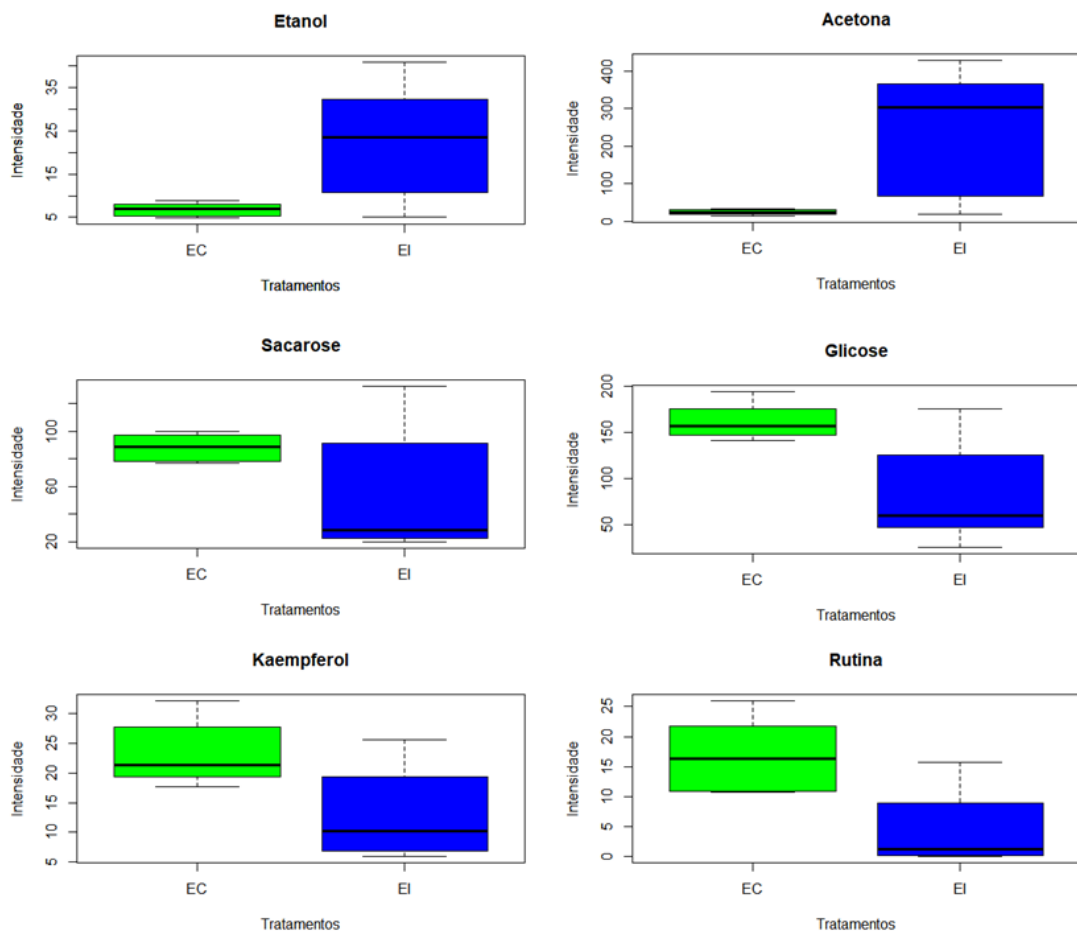 Etanol
Intensidade
35
25
15
5
EC
EI
Tratamentos
Acetona
Intensidade
400
300
200
100
0
EC
EI
Tratamentos
Sacarose
Intensidade
100
60
20
EC
EI
Tratamentos
Glicose
Intensidade
200
150
100
50
EC
EI
Tratamentos
Kaempferol
Intensidade
30
25
20
15
10
5
EC
EI
Tratamentos
Rutina
Intensidade
25
20
15
10
5
0
EC
EI
Tratamentos